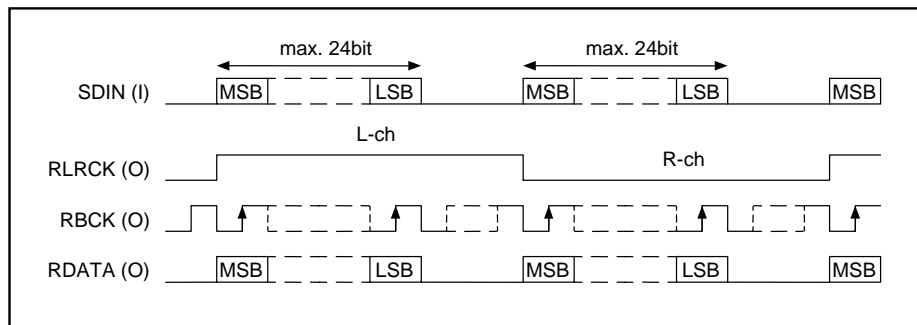 max. 24bit max. 24bit
SDIN (I) MSB LSB MSB LSB MSB
L-ch
R-ch
RLRCK (O)
RBCK (O)
RDATA (O) MSB LSB MSB LSB MSB